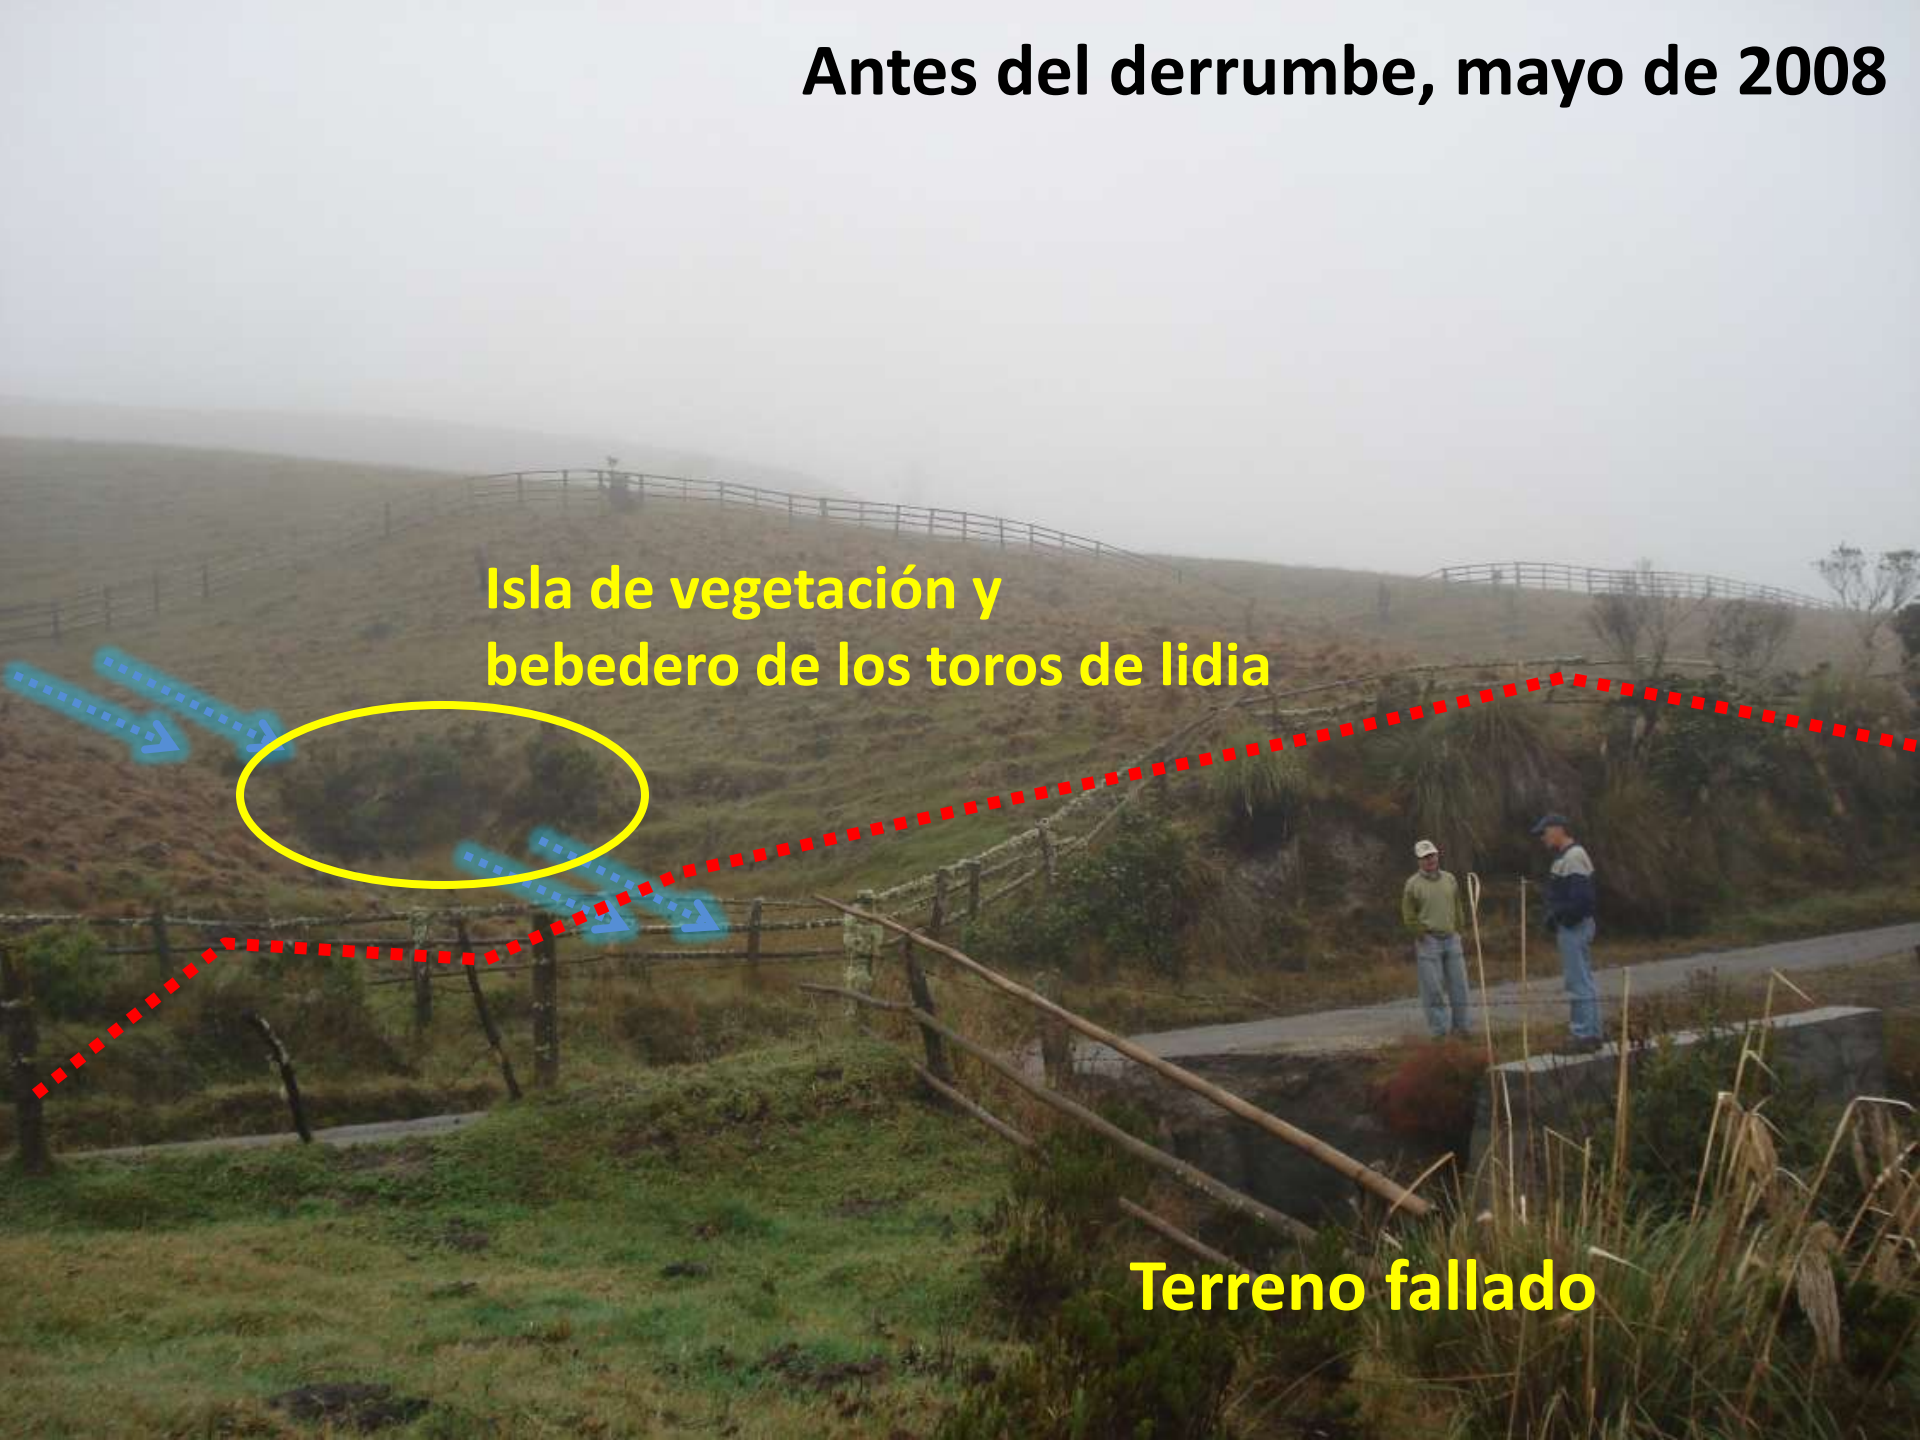 Antes del derrumbe, mayo de 2008
Isla de vegetación y
bebedero de los toros de lidia
Terreno fallado